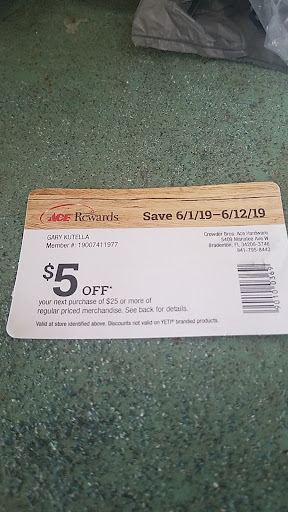 ACE Rewards
Save 6/1/19–6/12/19
GARY KUTELLA
Member #: 19007411977
Crowder Bros. Ace Hardware
5409 Manatee Ave W
Bradenton, FL 34209-3746
941-795-8442
$5 OFF*
your next purchase of $25 or more of
regular priced merchandise. See back for details.
Valid at store identified above. Discounts not valid on YETI® branded products.